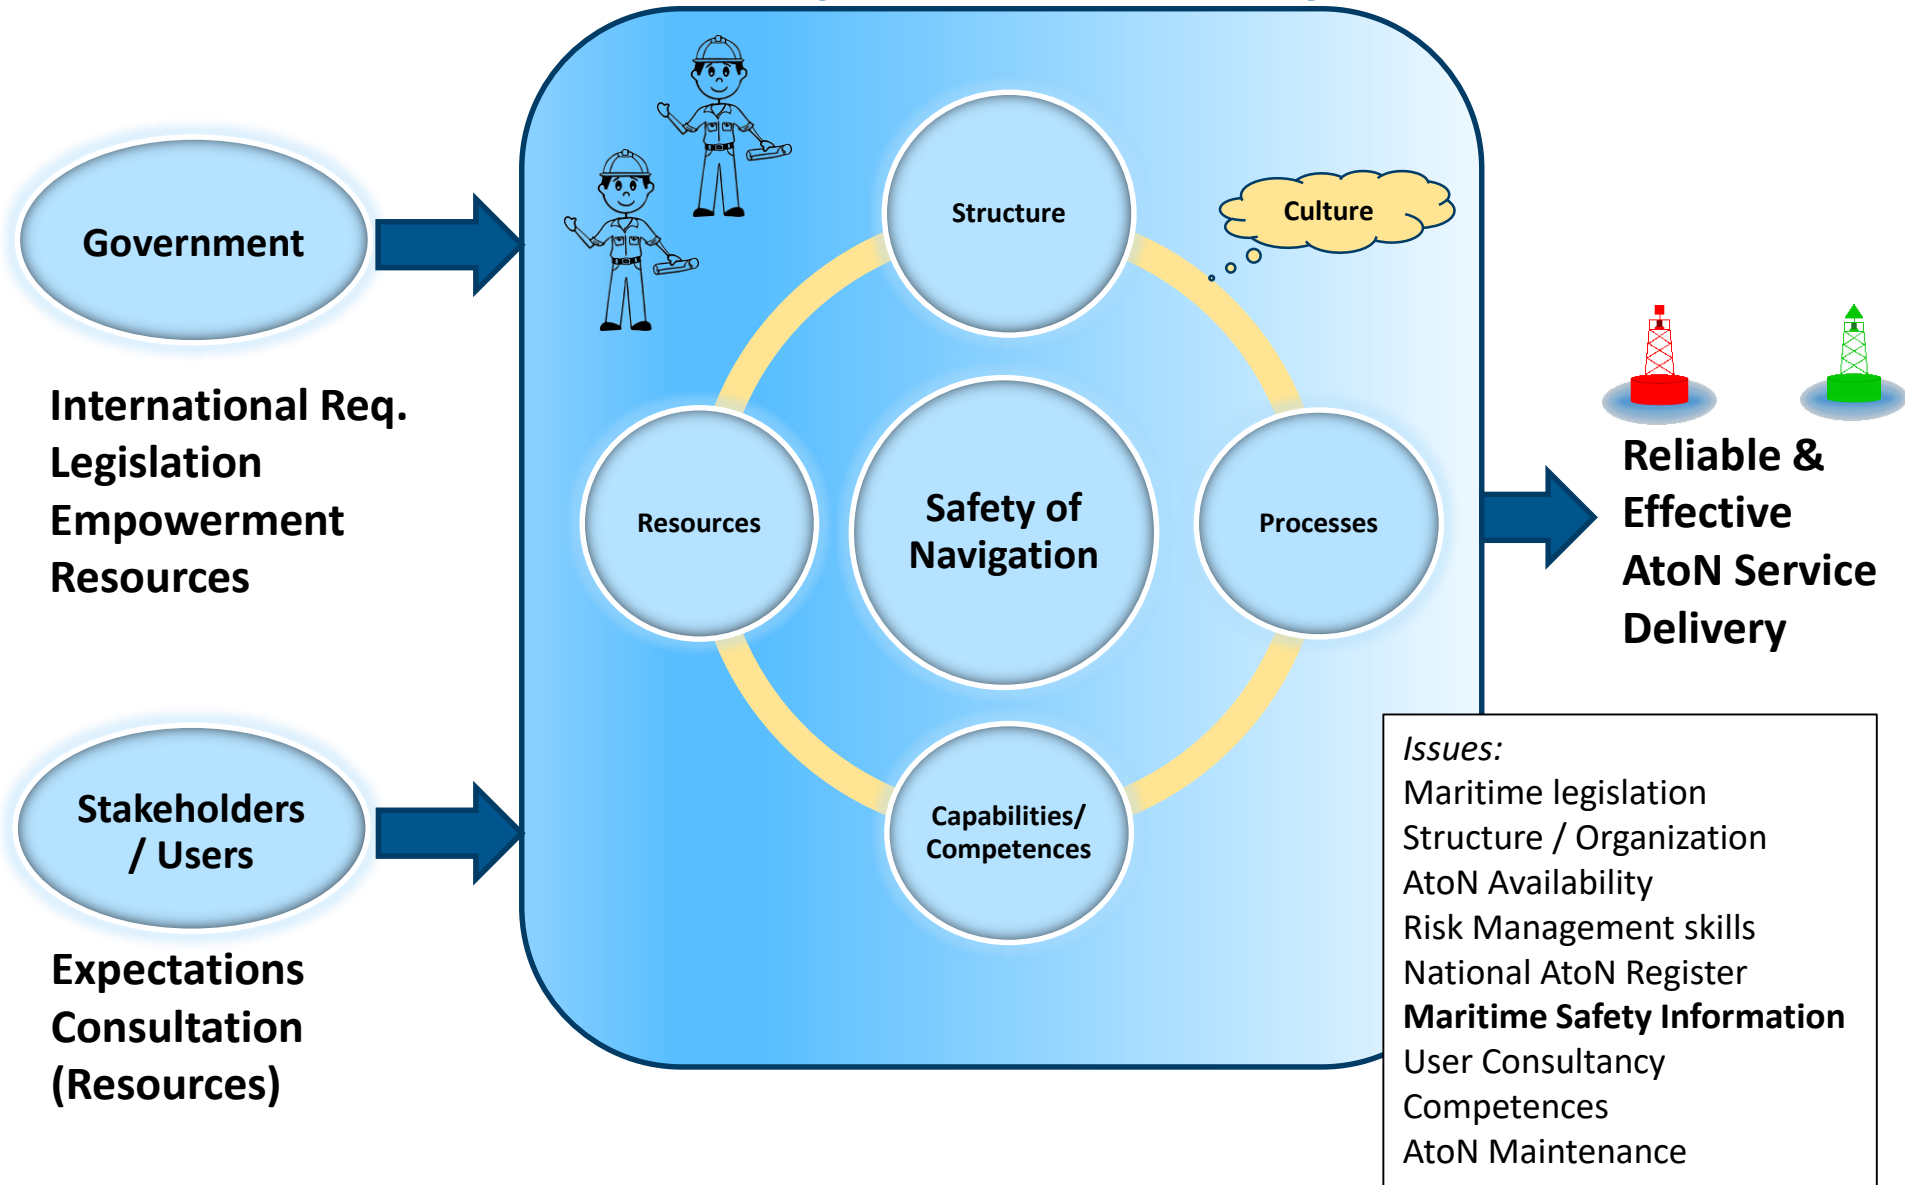 Government
International Req.
Legislation
Empowerment
Resources
Stakeholders
/ Users
Expectations
Consultation
(Resources)
Structure
Culture
Resources
Safety of
Navigation
Processes
Capabilities/
Competences
Reliable &
Effective
AtoN Service
Delivery
Issues:
Maritime legislation
Structure / Organization
AtoN Availability
Risk Management skills
National AtoN Register
Maritime Safety Information
User Consultancy
Competences
AtoN Maintenance